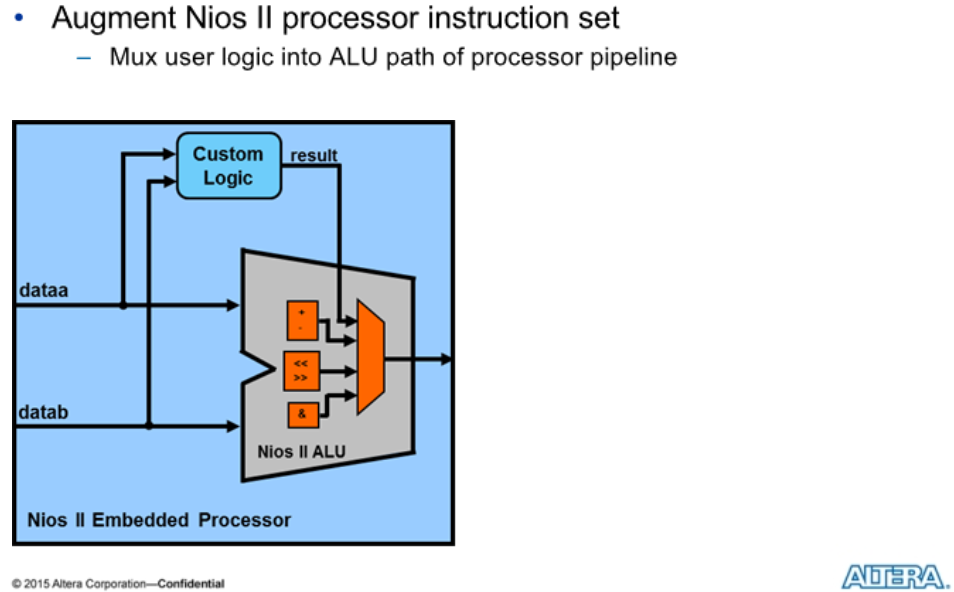 • Augment Nios II processor instruction set
– Mux user logic into ALU path of processor pipeline
Custom
Logic
result
dataa
+
-
<<
>>
datab
&
Nios II ALU
Nios II Embedded Processor
© 2015 Altera Corporation—Confidential
ALTERA.